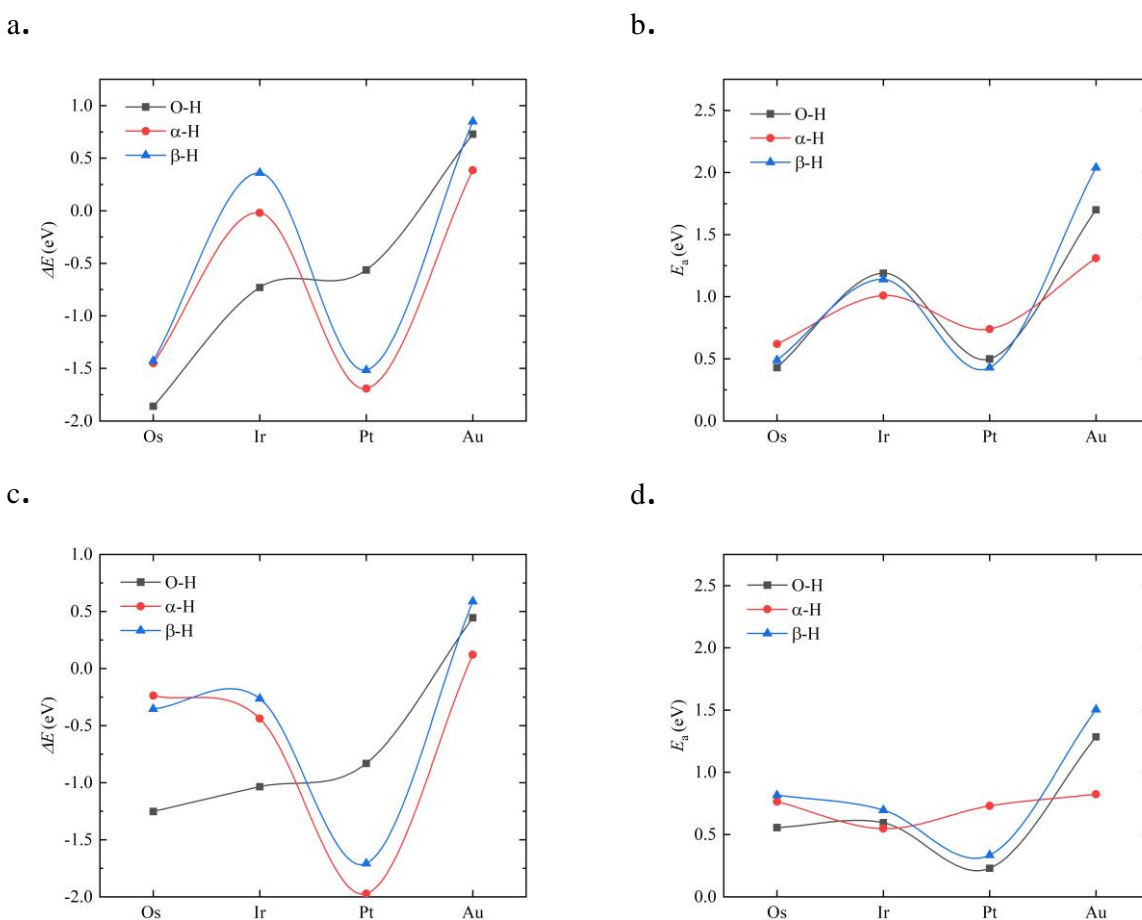 a.
b.
1.0
0.5
0.0
-0.5
-1.0
-1.5
-2.0
ΔE (eV)
O-H
α-H
β-H
Os Ir Pt Au
2.5
2.0
1.5
1.0
0.5
0.0
Ea (eV)
O-H
α-H
β-H
Os Ir Pt Au
c.
d.
1.0
0.5
0.0
-0.5
-1.0
-1.5
-2.0
ΔE (eV)
O-H
α-H
β-H
Os Ir Pt Au
2.5
2.0
1.5
1.0
0.5
0.0
Ea (eV)
O-H
α-H
β-H
Os Ir Pt Au